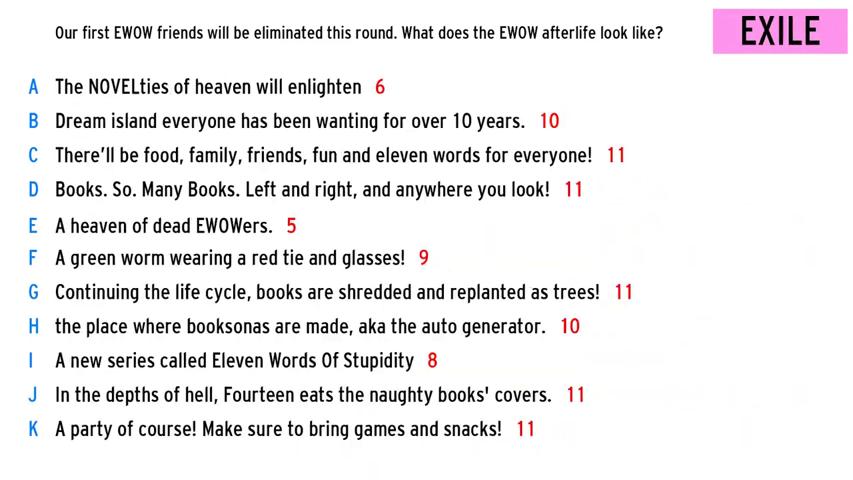 Our first EWOW friends will be eliminated this round. What does the EWOW afterlife look like?
EXILE
A The NOVELties of heaven will enlighten 6
B Dream island everyone has been wanting for over 10 years. 10
C There'll be food, family, friends, fun and eleven words for everyone! 11
D Books. So. Many Books. Left and right, and anywhere you look! 11
E A heaven of dead EWOWers. 5
F A green worm wearing a red tie and glasses! 9
G Continuing the life cycle, books are shredded and replanted as trees! 11
H the place where booksonas are made, aka the auto generator. 10
I A new series called Eleven Words Of Stupidity 8
J In the depths of hell, Fourteen eats the naughty books' covers. 11
K A party of course! Make sure to bring games and snacks! 11